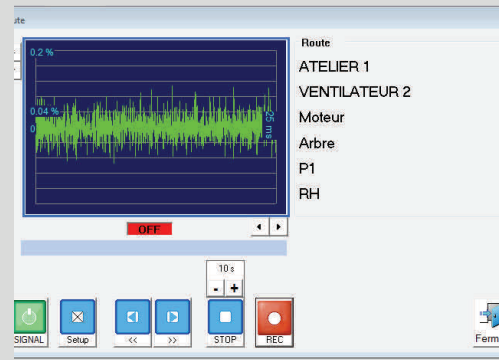 Route
0.2 %
0.04 %
0
25 ms
ATELIER 1
VENTILATEUR 2
Moteur
Arbre
P1
RH
OFF
10 s
- +
SIGNAL
Setup
<<
>>
STOP
REC